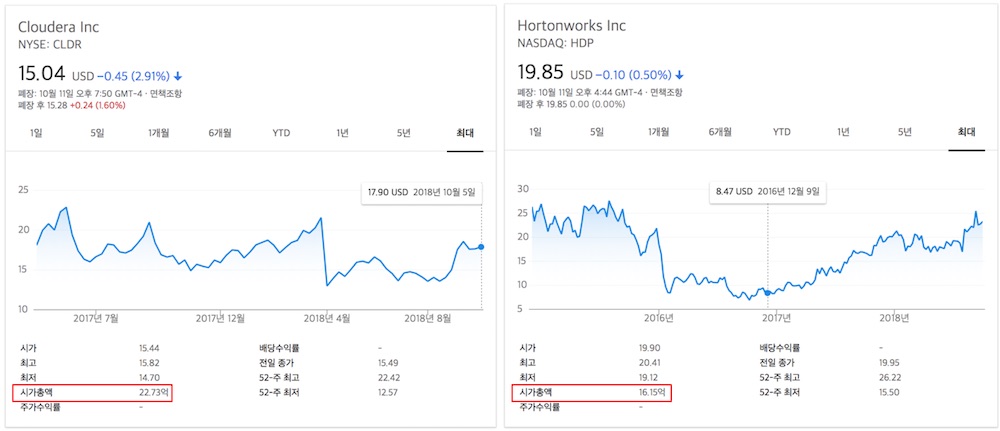 Cloudera Inc
NYSE: CLDR
15.04 USD −0.45 (2.91%)
폐장: 10월 11일 오후 7:50 GMT-4 · 면책조항
폐장 후 15.28 +0.24 (1.60%)
1일 5일 1개월 6개월 YTD 1년 5년 최대
17.90 USD 2018년 10월 5일
25
20
15
10
2017년 7월 2017년 12월 2018년 4월 2018년 8월
시가 15.44 배당수익률 -
최고 15.82 전일 종가 15.49
최저 14.70 52-주 최고 22.42
시가총액 22.73억 52-주 최저 12.57
주가수익률 -
Hortonworks Inc
NASDAQ: HDP
19.85 USD −0.10 (0.50%)
폐장: 10월 11일 오후 4:44 GMT-4 · 면책조항
폐장 후 19.85 0.00 (0.00%)
1일 5일 1개월 6개월 YTD 1년 5년 최대
8.47 USD 2016년 12월 9일
30
25
20
15
10
5
2016년 2017년 2018년
시가 19.90 배당수익률 -
최고 20.41 전일 종가 19.95
최저 19.12 52-주 최고 26.22
시가총액 16.15억 52-주 최저 15.50
주가수익률 -